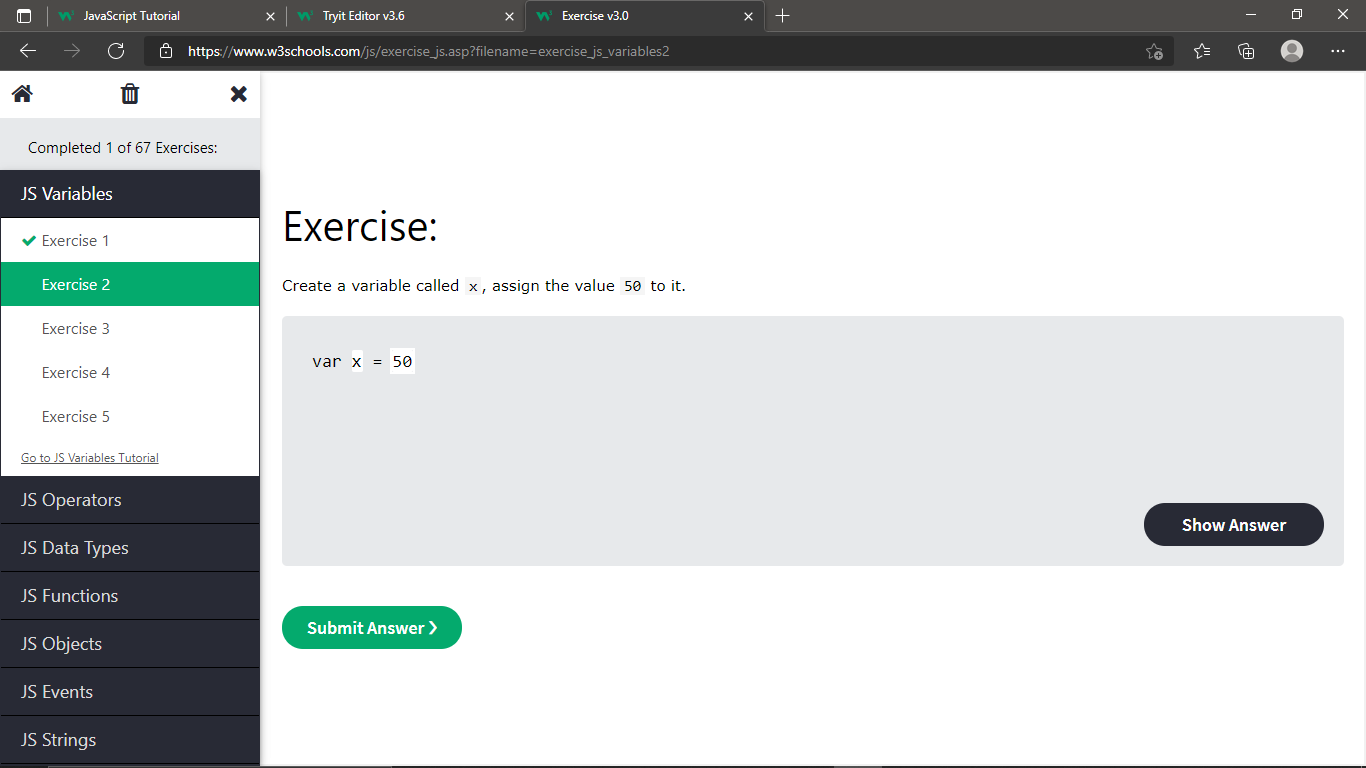 JavaScript Tutorial
Tryit Editor v3.6
Exercise v3.0
https://www.w3schools.com/js/exercise_js.asp?filename=exercise_js_variables2
Completed 1 of 67 Exercises:
JS Variables
Exercise 1
Exercise 2
Exercise 3
Exercise 4
Exercise 5
Go to JS Variables Tutorial
JS Operators
JS Data Types
JS Functions
JS Objects
JS Events
JS Strings
Exercise:
Create a variable called x, assign the value 50 to it.
var x = 50
Show Answer
Submit Answer ❯